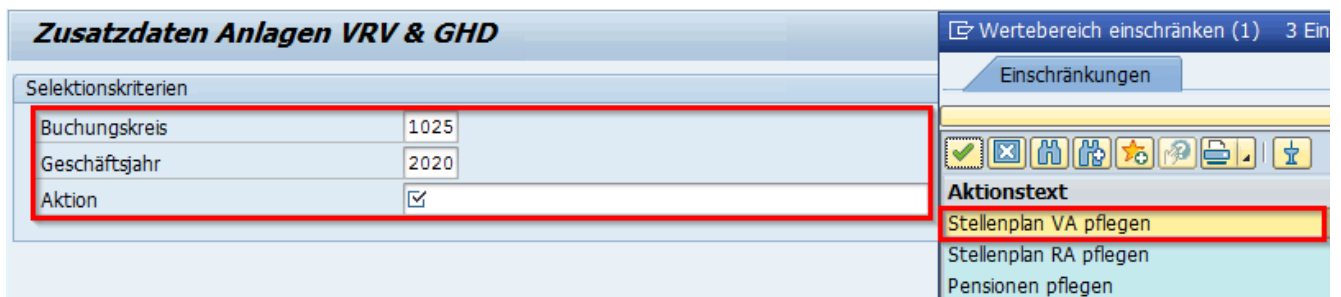 Zusatzdaten Anlagen VRV & GHD
Selektionskriterien
Buchungskreis 1025
Geschäftsjahr 2020
Aktion
Wertebereich einschränken (1) 3 Ein
Einschränkungen
Aktionstext
Stellenplan VA pflegen
Stellenplan RA pflegen
Pensionen pflegen